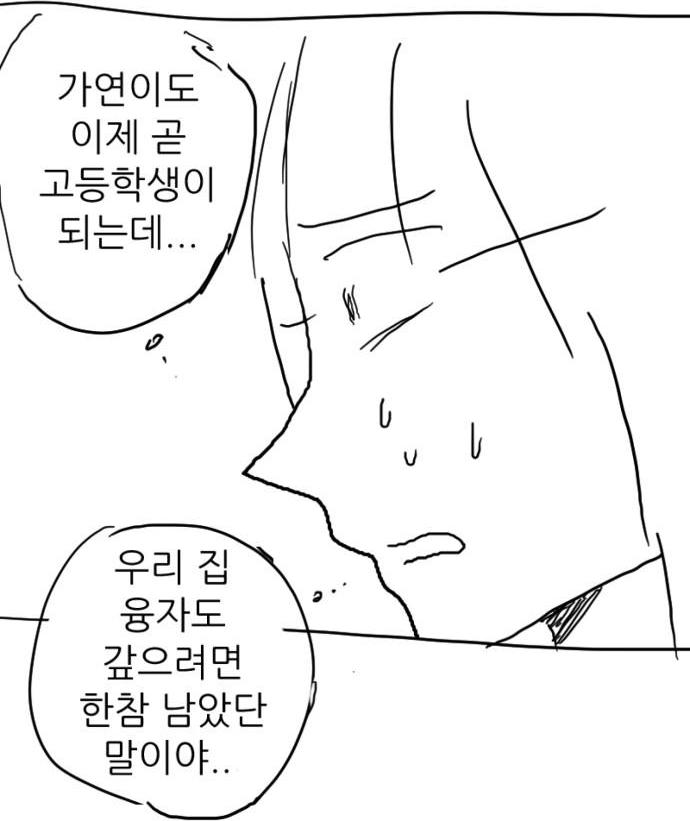 가연이도
이제 곧
고등학생이
되는데...
우리 집
융자도
갚으려면
한참 남았단
말이야..